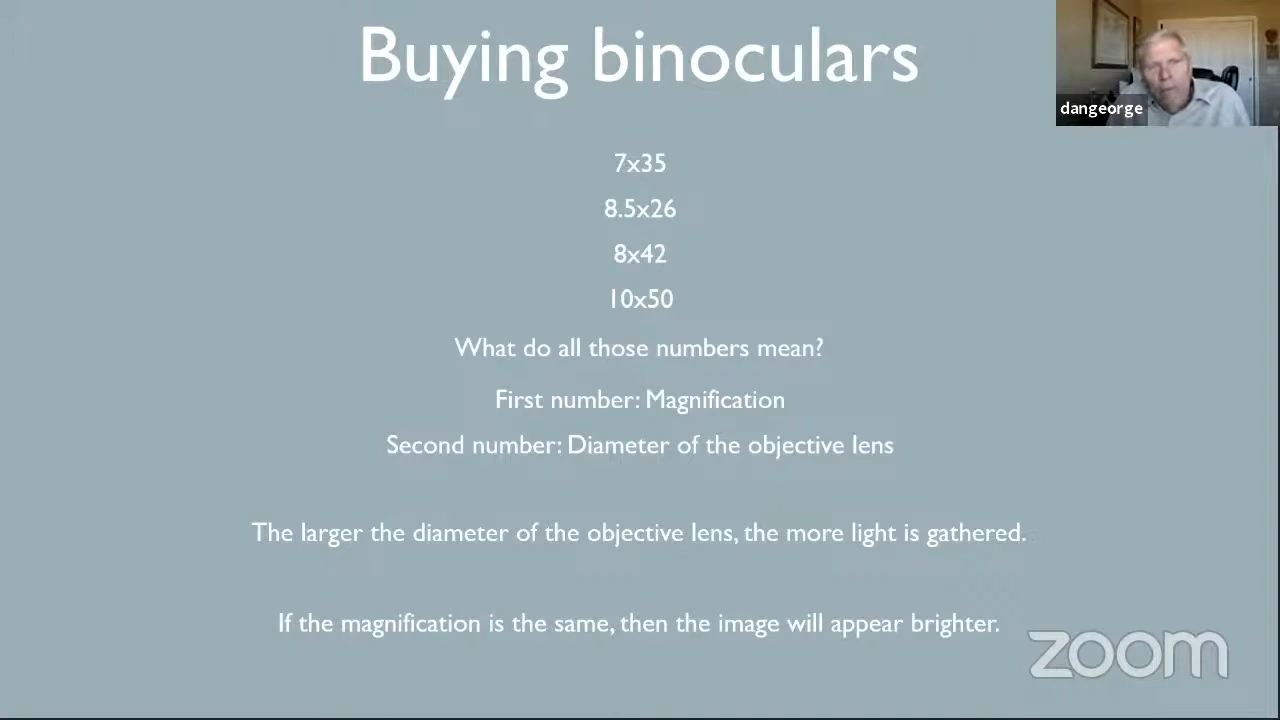 Buying binoculars
dangeorge
7x35
8.5x26
8x42
10x50
What do all those numbers mean?
First number: Magnification
Second number: Diameter of the objective lens
The larger the diameter of the objective lens, the more light is gathered.
If the magnification is the same, then the image will appear brighter.
zoom